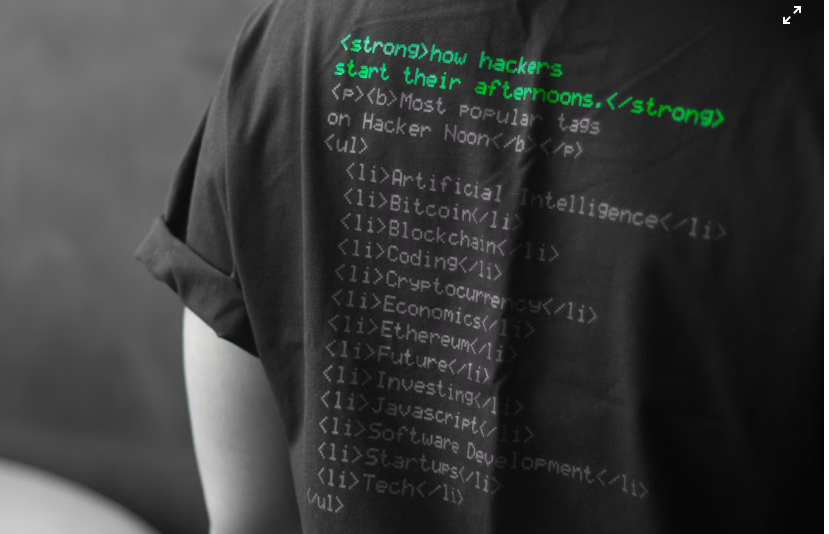 <strong>how hackers
start their afternoons.</strong>
<p><b>Most popular tags
on Hacker Noon</b></p>
<ul>
<li>Artificial Intelligence</li>
<li>Bitcoin</li>
<li>Blockchain</li>
<li>Coding</li>
<li>Cryptocurrency</li>
<li>Economics</li>
<li>Ethereum</li>
<li>Future</li>
<li>Investing</li>
<li>Javascript</li>
<li>Software Development</li>
<li>Startups</li>
<li>Tech</li>
</ul>